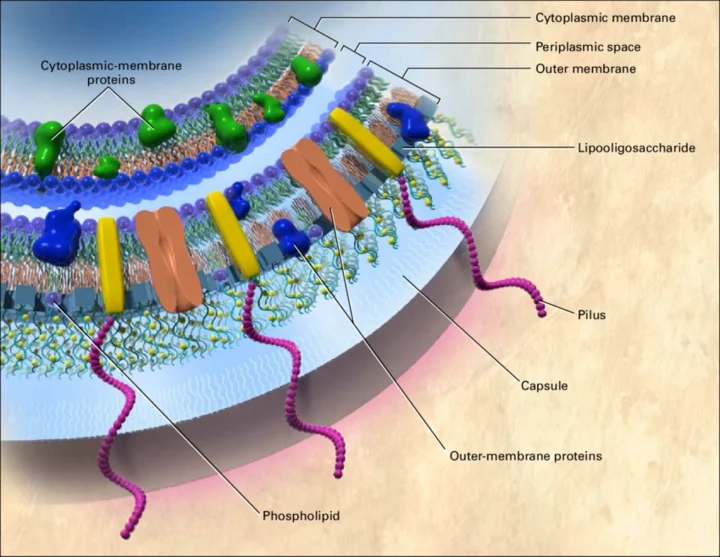 Cytoplasmic membrane
Periplasmic space
Outer membrane
Cytoplasmic-membrane
proteins
Lipooligosaccharide
Pilus
Capsule
Outer-membrane proteins
Phospholipid